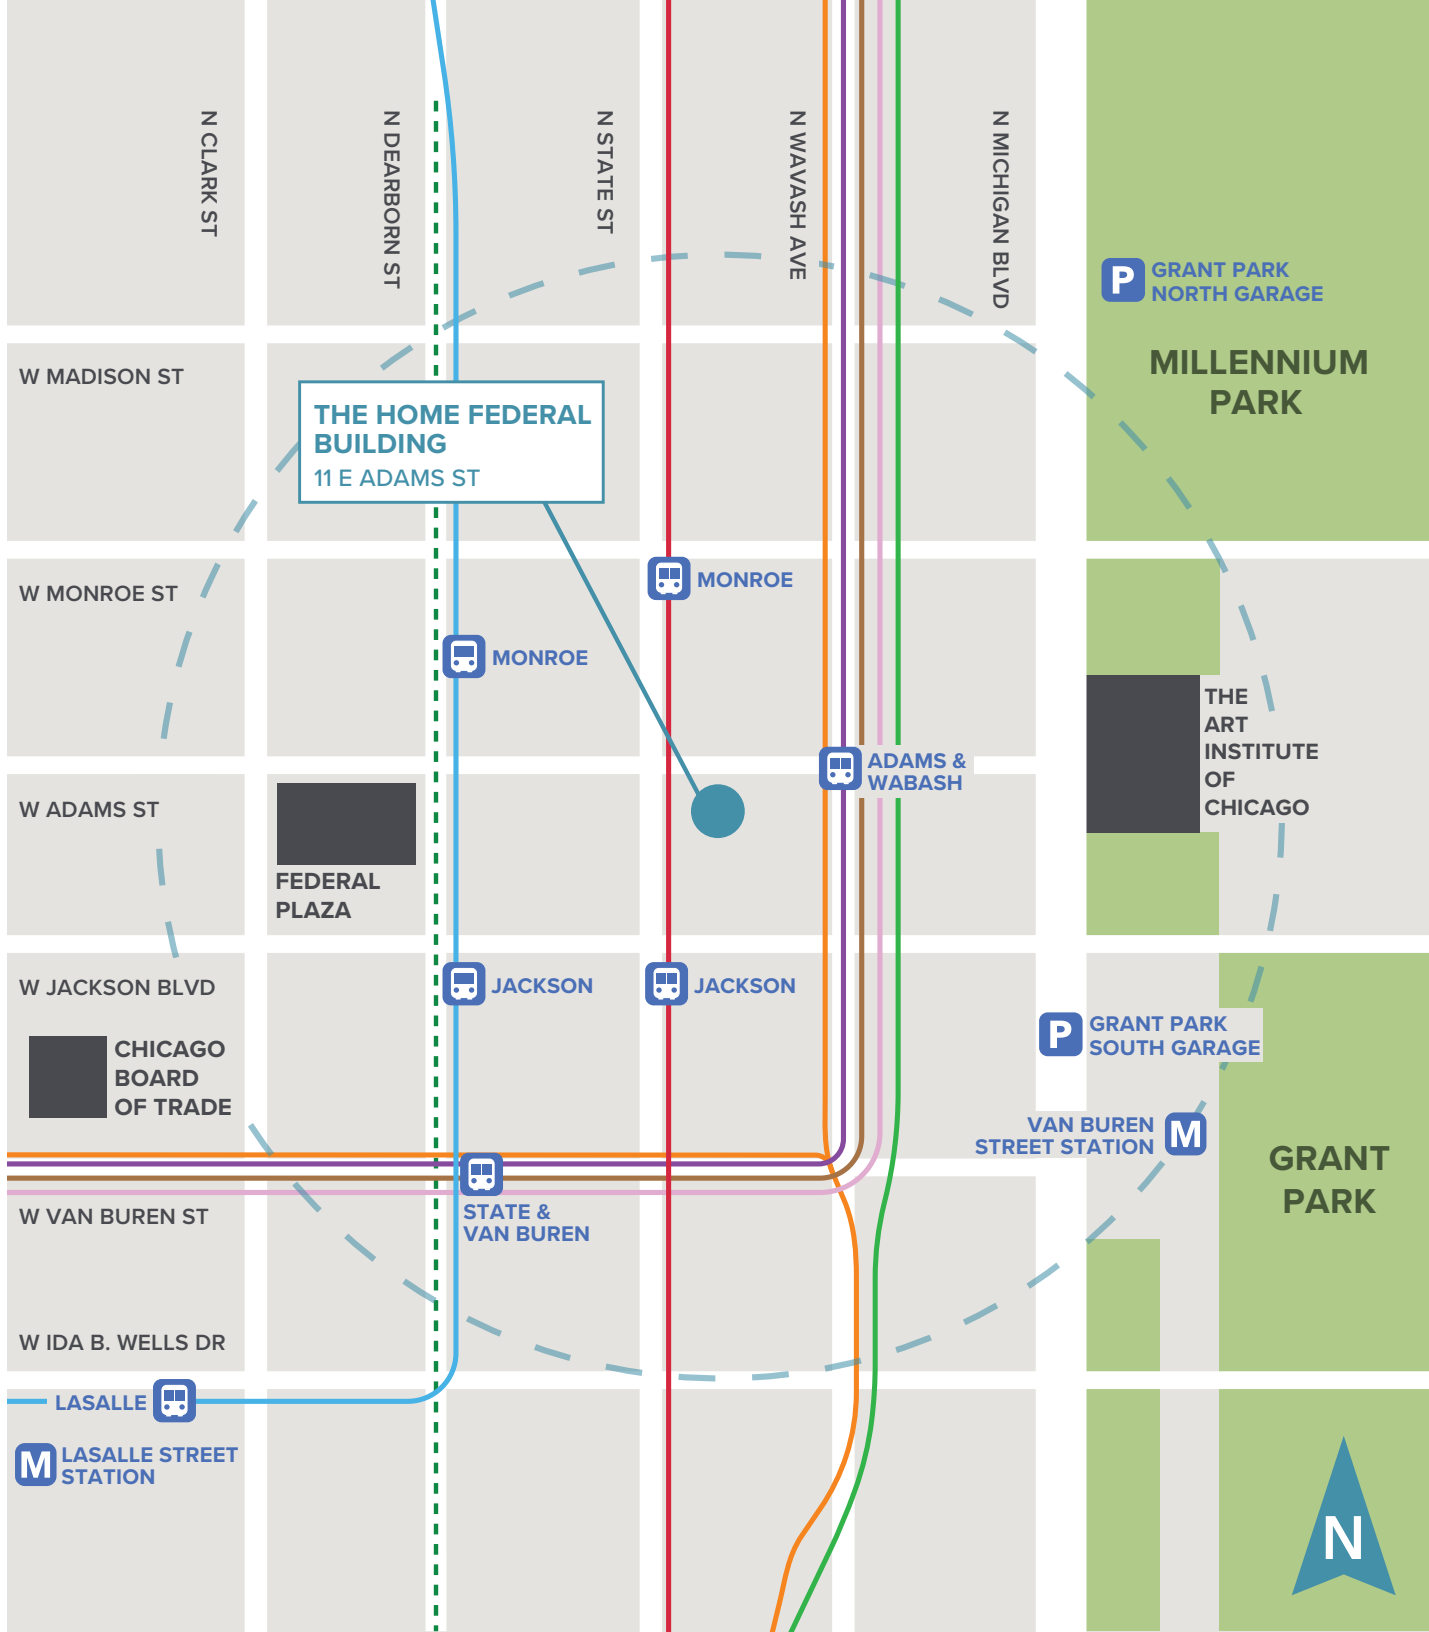 N CLARK ST
N DEARBORN ST
N STATE ST
N WAVASH AVE
N MICHIGAN BLVD
P
GRANT PARK
NORTH GARAGE
MILLENNIUM
PARK
W MADISON ST
THE HOME FEDERAL
BUILDING
11 E ADAMS ST
W MONROE ST
MONROE
MONROE
THE
ART
INSTITUTE
OF
CHICAGO
ADAMS &
WABASH
W ADAMS ST
FEDERAL
PLAZA
W JACKSON BLVD
JACKSON
JACKSON
CHICAGO
BOARD
OF TRADE
P
GRANT PARK
SOUTH GARAGE
VAN BUREN
STREET STATION
M
GRANT
PARK
STATE &
VAN BUREN
W VAN BUREN ST
W IDA B. WELLS DR
LASALLE
M
LASALLE STREET
STATION
N